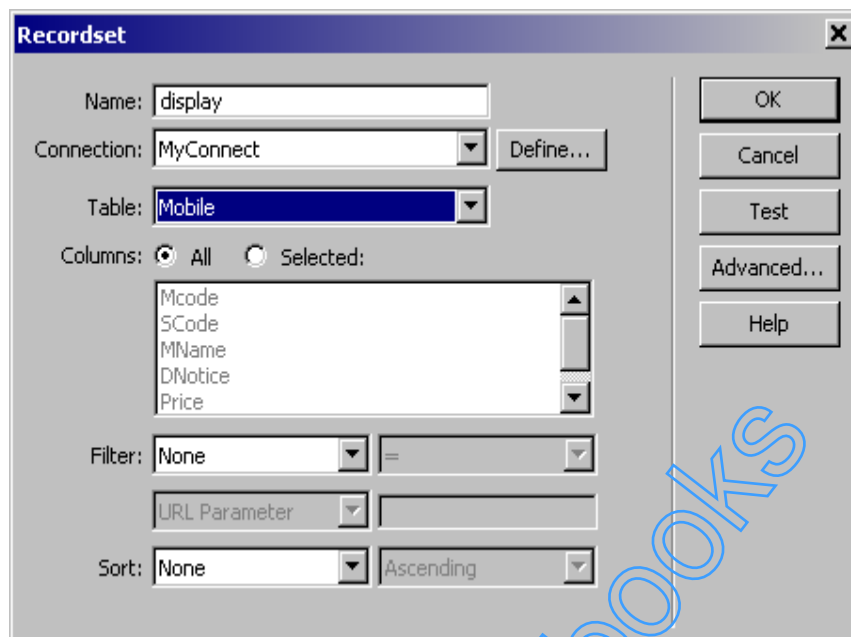 Recordset
Name: display
OK
Connection: MyConnect Define...
Cancel
Table: Mobile
Test
Columns: All Selected:
Advanced...
Mcode
SCode
MName
DNotice
Price
Help
Filter: None =
URL Parameter
Sort: None Ascending
ooks